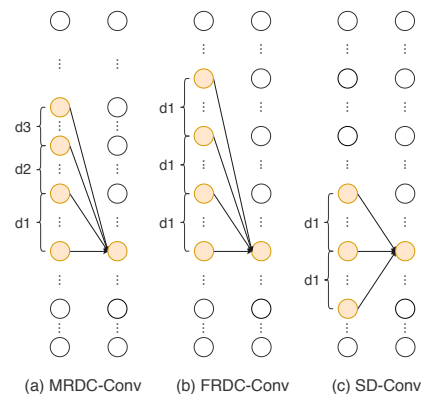 d3
d2
d1
(a) MRDC-Conv
d1
d1
d1
(b) FRDC-Conv
d1
d1
(c) SD-Conv